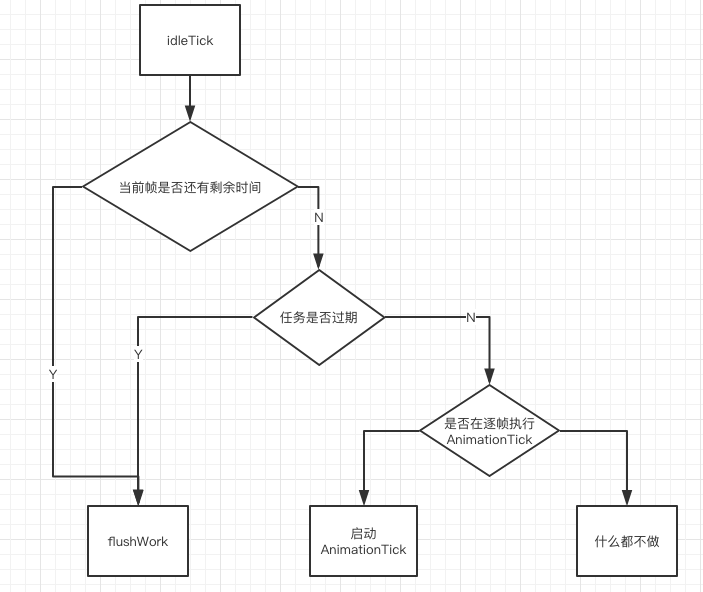 idleTick
当前帧是否还有剩余时间
N
任务是否过期
N
Y
Y
是否在逐帧执行
AnimationTick
flushWork
启动
AnimationTick
什么都不做